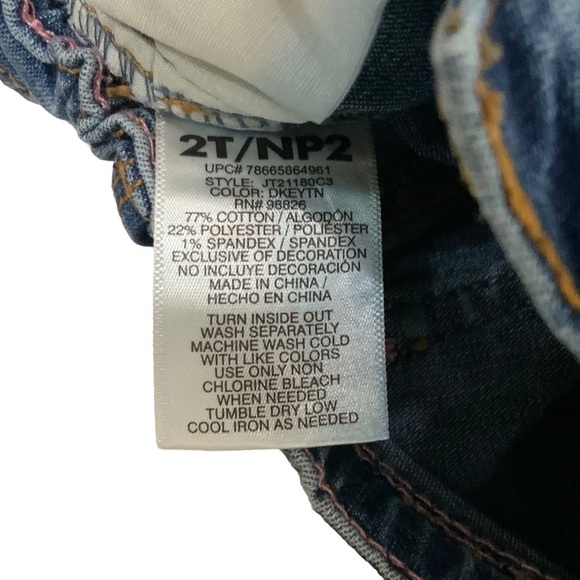 2T/NP2
UPC# 78665864961
STYLE: JT21180C3
COLOR: DKEYTN
RN# 98826
77% COTTON / ALGODÓN
22% POLYESTER / POLIÉSTER
1% SPANDEX / SPANDEX
EXCLUSIVE OF DECORATION
NO INCLUYE DECORACIÓN
MADE IN CHINA /
HECHO EN CHINA
TURN INSIDE OUT
WASH SEPARATELY
MACHINE WASH COLD
WITH LIKE COLORS
USE ONLY NON
CHLORINE BLEACH
WHEN NEEDED
TUMBLE DRY LOW
COOL IRON AS NEEDED